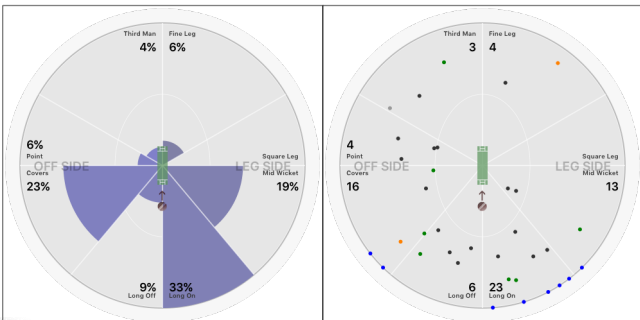 Third Man
4%
Fine Leg
6%
6%
Point
OFF SIDE
Covers
23%
LEG SIDE
Square Leg
Mid Wicket
19%
9%
Long Off
33%
Long On
Third Man
3
Fine Leg
4
4
Point
OFF SIDE
Covers
16
LEG SIDE
Square Leg
Mid Wicket
13
6
Long Off
23
Long On